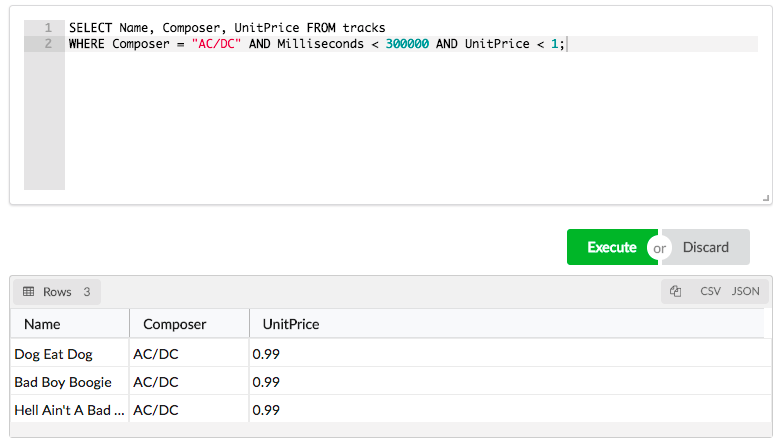 1 SELECT Name, Composer, UnitPrice FROM tracks
2 WHERE Composer = "AC/DC" AND Milliseconds < 300000 AND UnitPrice < 1;
Execute or Discard
Rows 3 CSV JSON
Name Composer UnitPrice
Dog Eat Dog AC/DC 0.99
Bad Boy Boogie AC/DC 0.99
Hell Ain't A Bad ... AC/DC 0.99